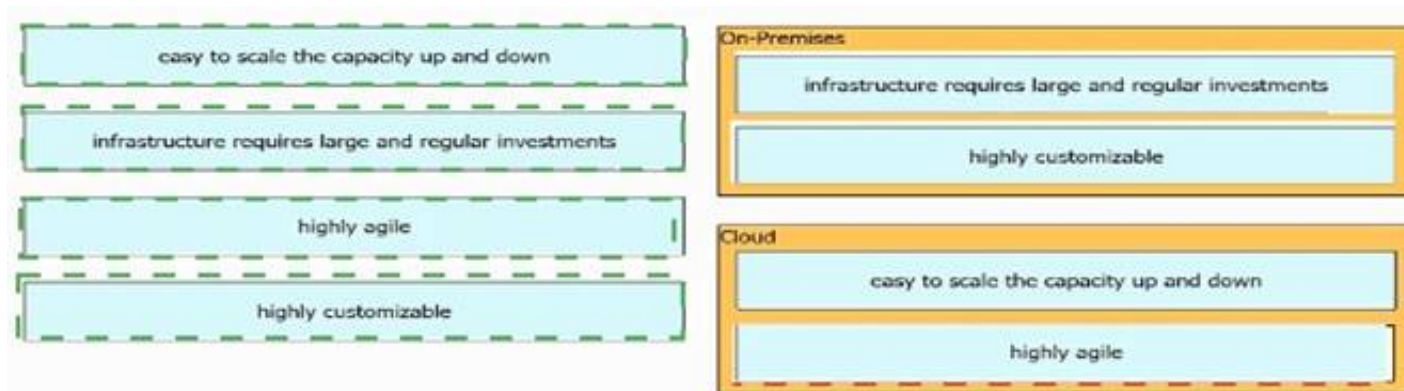 easy to scale the capacity up and down
infrastructure requires large and regular investments
highly agile
highly customizable
On-Premises
infrastructure requires large and regular investments
highly customizable
Cloud
easy to scale the capacity up and down
highly agile